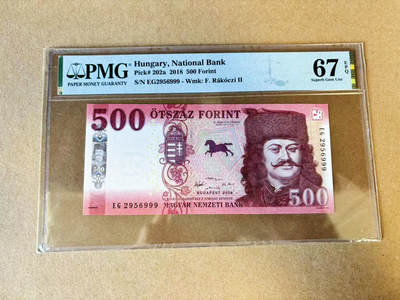 PMG
PAPER MONEY GUARANTY
Hungary, National Bank
Pick# 202a 2018 500 Forint
S/N EG2956999 - Wmk: F. Rákóczi II
67 EPQ
Superb Gem Unc
500 ÖTSZÁZ FORINT
EG 2956999
BUDAPEST 2018
EG 2956999
MAGYAR NEMZETI BANK
500